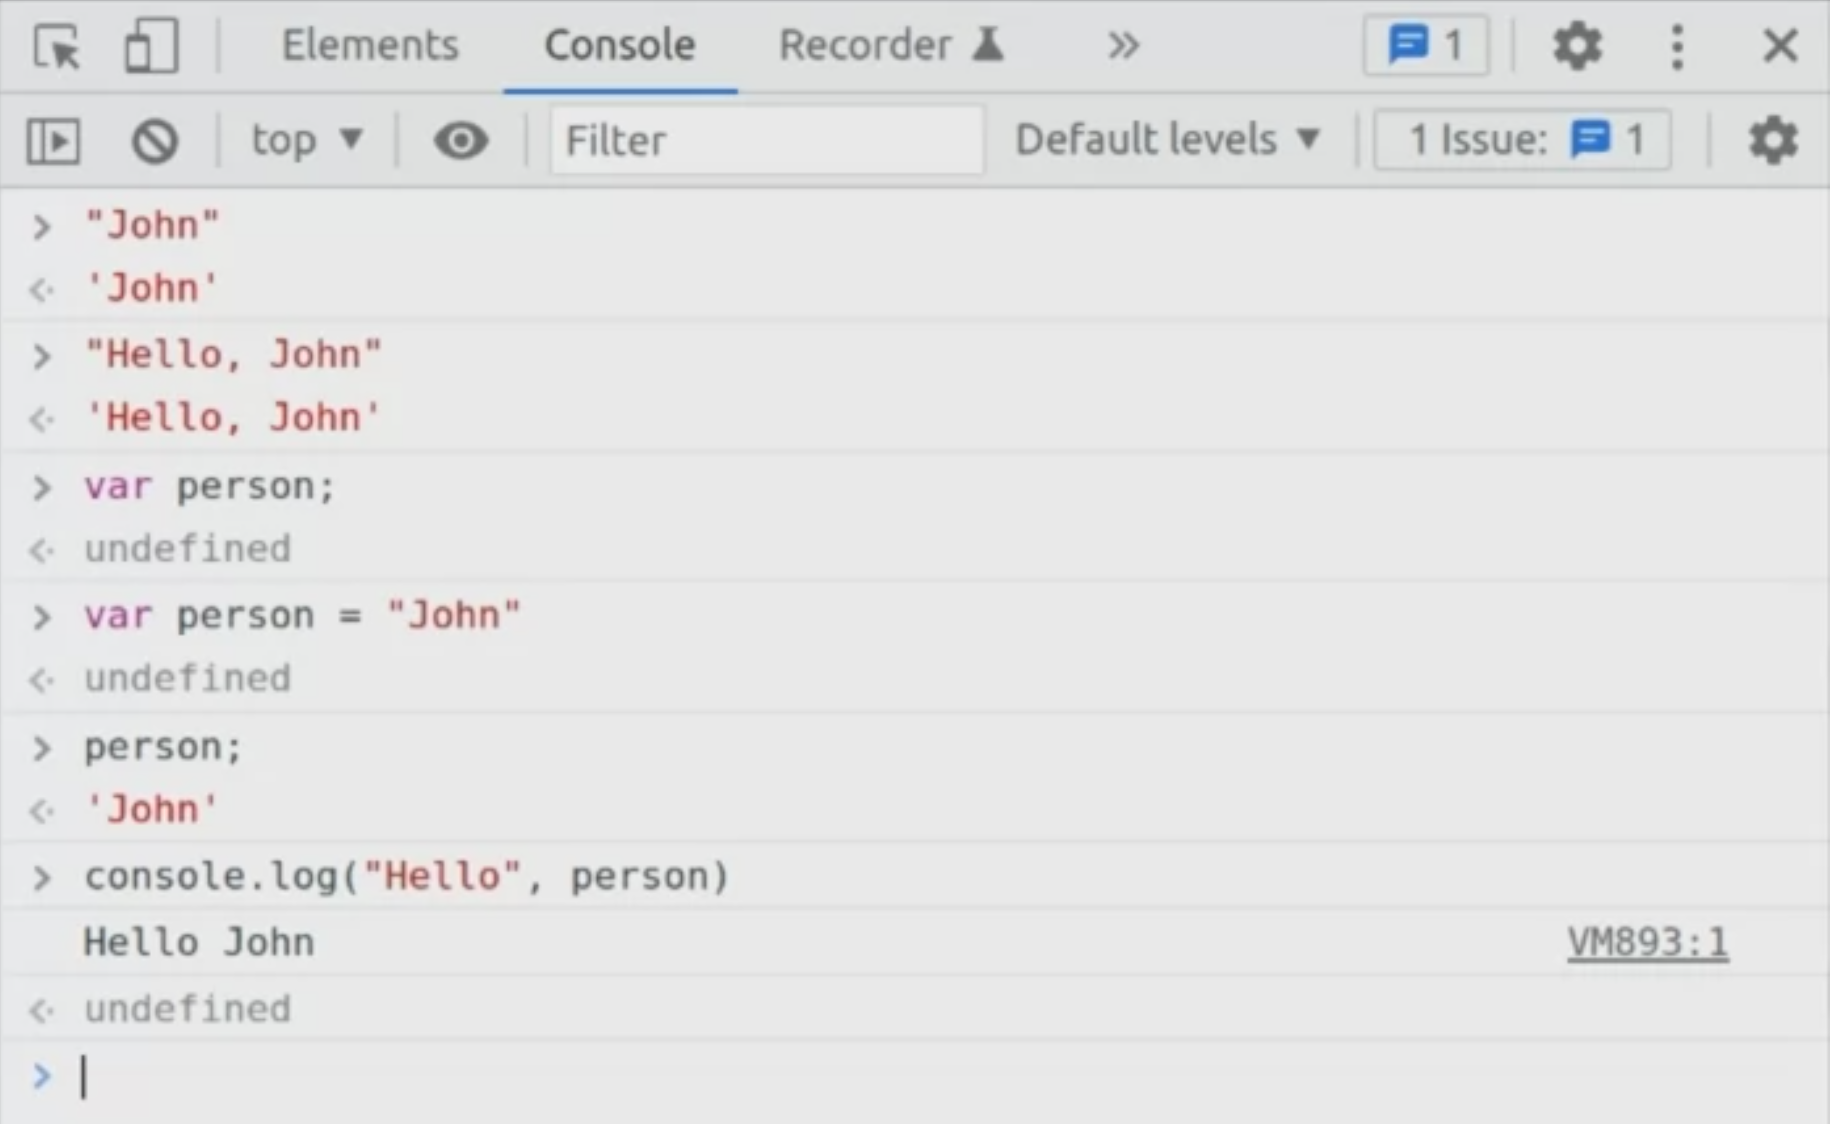 Elements Console Recorder 1
top Filter Default levels 1 Issue: 1
> "John"
<· 'John'
> "Hello, John"
<· 'Hello, John'
> var person;
<· undefined
> var person = "John"
<· undefined
> person;
<· 'John'
> console.log("Hello", person)
Hello John VM893:1
<· undefined
>